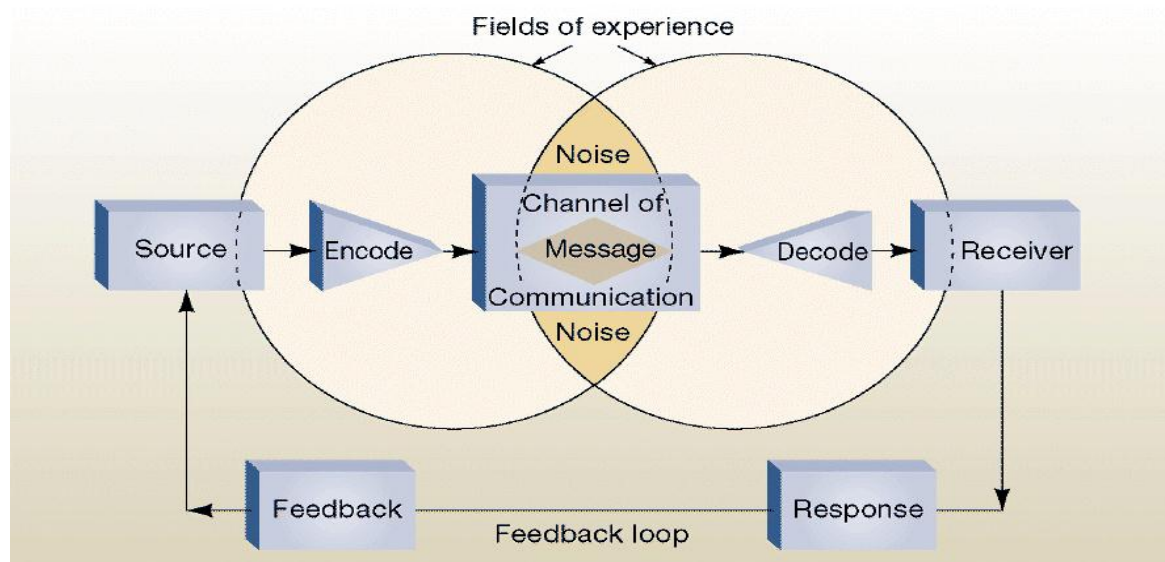 Fields of experience
Noise
Channel of
Source
Encode
Message
Decode
Receiver
Communication
Noise
Feedback
Response
Feedback loop